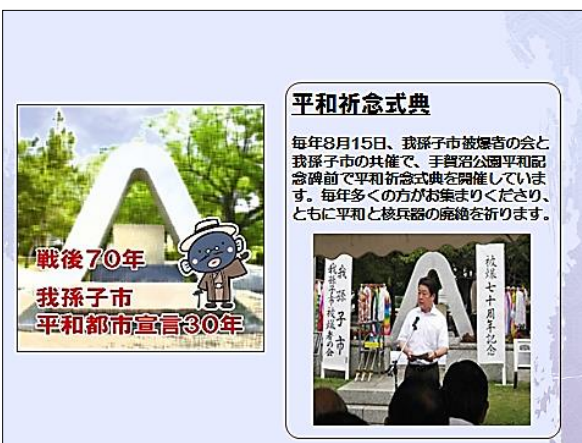 平和祈念式典
毎年8月15日、我孫子市被爆者の会と
我孫子市の共催で、手賀沼公園平和記
念碑前で平和祈念式典を開催していま
す。毎年多くの方がお集まりくださり、
ともに平和と核兵器の廃絶を祈ります。
戦後70年
我孫子市
平和都市宣言30年
我孫子市
我孫子市被爆者の会
被爆七十周年記念